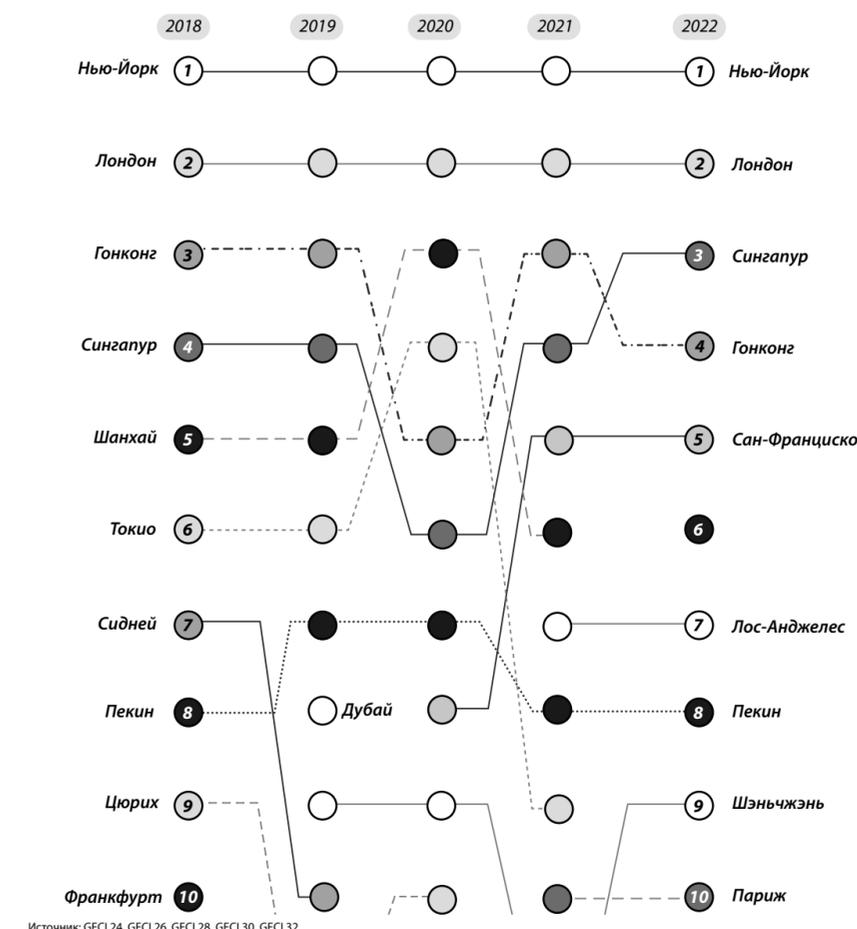 2018 2019 2020 2021 2022
Нью-Йорк 1 1 Нью-Йорк
Лондон 2 2 Лондон
Гонконг 3 3 Сингапур
Сингапур 4 4 Гонконг
Шанхай 5 5 Сан-Франциско
Токио 6 6
Сидней 7 7 Лос-Анджелес
Пекин 8 Дубай 8 Пекин
Цюрих 9 9 Шэньчжэнь
Франкфурт 10 10 Париж
Источник: GFCI 24, GFCI 26, GFCI 28, GFCI 30, GFCI 32